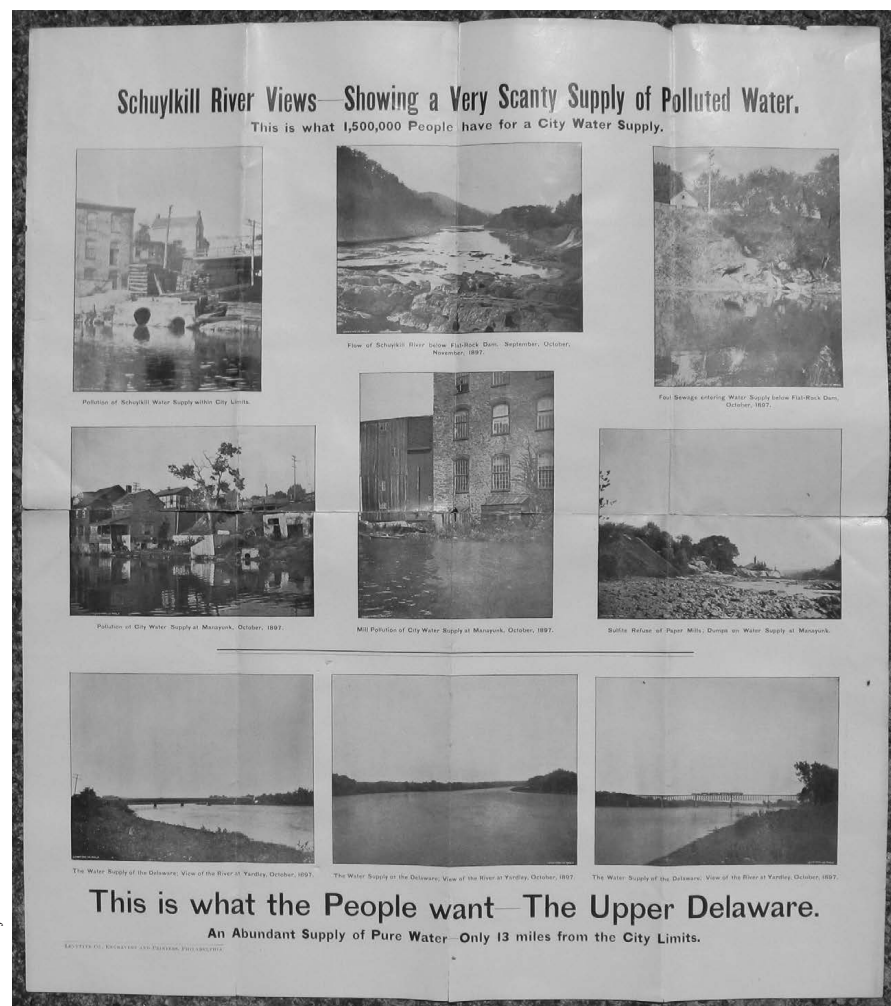 Schuylkill River Views—Showing a Very Scanty Supply of Polluted Water.
This is what 1,500,000 People have for a City Water Supply.
Pollution of Schuylkill Water Supply within City Limits.
Flow of Schuylkill River below Flat-Rock Dam, September, October,
November, 1897.
Foul Sewage entering Water Supply below Flat-Rock Dam,
October, 1897.
Pollution of City Water Supply at Manayunk, October, 1897.
Mill Pollution of City Water Supply at Manayunk, October, 1897.
Sulfite Refuse of Paper Mills; Dumps on Water Supply at Manayunk.
The Water Supply of the Delaware; View of the River at Yardley, October, 1897.
The Water Supply of the Delaware; View of the River at Yardley, October, 1897
The Water Supply of the Delaware; View of the River at Yardley, October, 1897.
This is what the People want—The Upper Delaware.
An Abundant Supply of Pure Water—Only 13 miles from the City Limits.
Engravers and Printers, Philadelphia